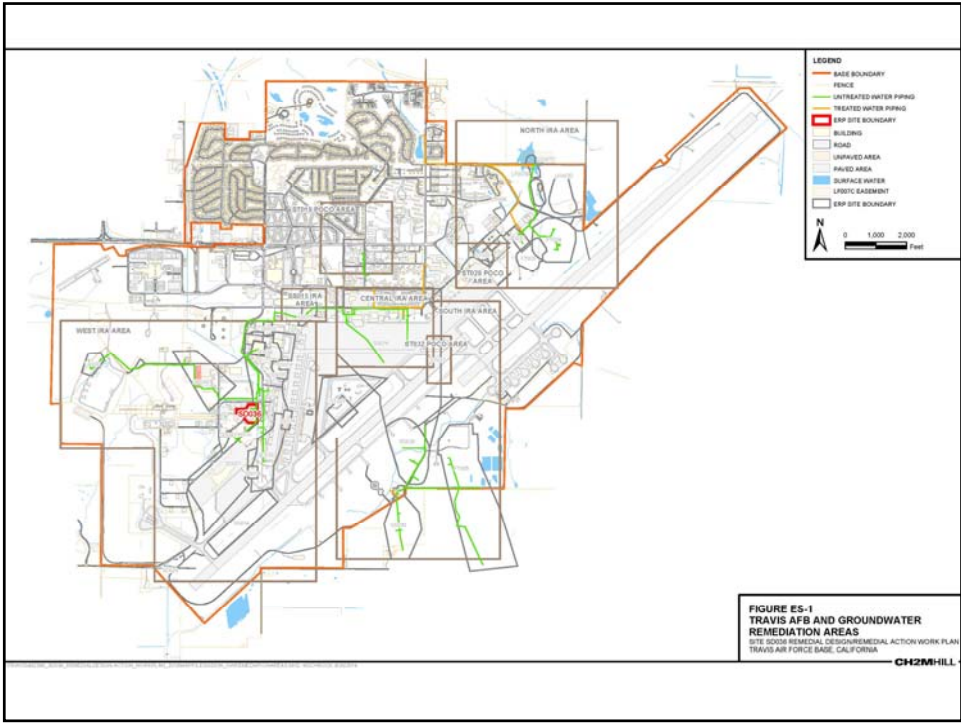 LEGEND
BASE BOUNDARY
FENCE
UNTREATED WATER PIPING
TREATED WATER PIPING
ERP SITE BOUNDARY
BUILDING
ROAD
UNPAVED AREA
PAVED AREA
SURFACE WATER
LF007C EASEMENT
ERP SITE BOUNDARY
N
0 1,000 2,000
Feet
NORTH IRA AREA
ST018 POCO AREA
POCO
AREA
IRA
AREA
CENTRAL IRA AREA
SOUTH IRA AREA
ST032 POCO AREA
WEST IRA AREA
FIGURE ES-1
TRAVIS AFB AND GROUNDWATER
REMEDIATION AREAS
SITE SD036 REMEDIAL DESIGN/REMEDIAL ACTION WORK PLAN
TRAVIS AIR FORCE BASE, CALIFORNIA
CH2MHILL